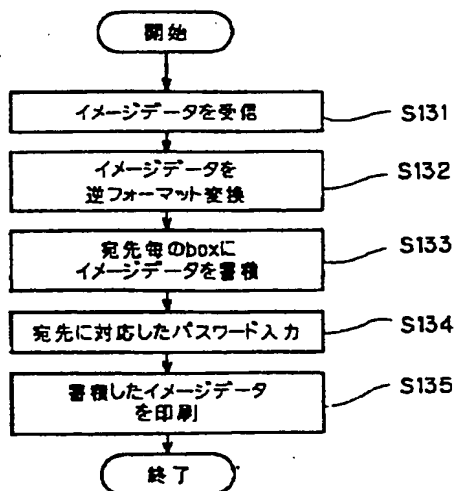 開始
イメージデータを受信
S131
イメージデータを
逆フォーマット変換
S132
宛先毎のboxに
イメージデータを蓄積
S133
宛先に対応したパスワード入力
S134
蓄積したイメージデータ
を印刷
S135
終了